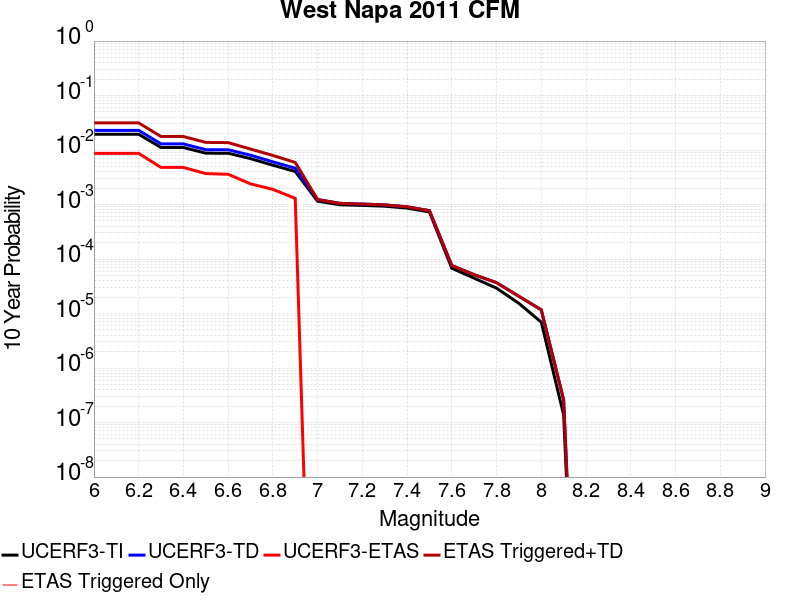 West Napa 2011 CFM
10^0
10^-1
10^-2
10^-3
10^-4
10^-5
10^-6
10^-7
10^-8
10 Year Probability
6 6.2 6.4 6.6 6.8 7 7.2 7.4 7.6 7.8 8 8.2 8.4 8.6 8.8 9
Magnitude
UCERF3-TI UCERF3-TD UCERF3-ETAS ETAS Triggered+TD
ETAS Triggered Only